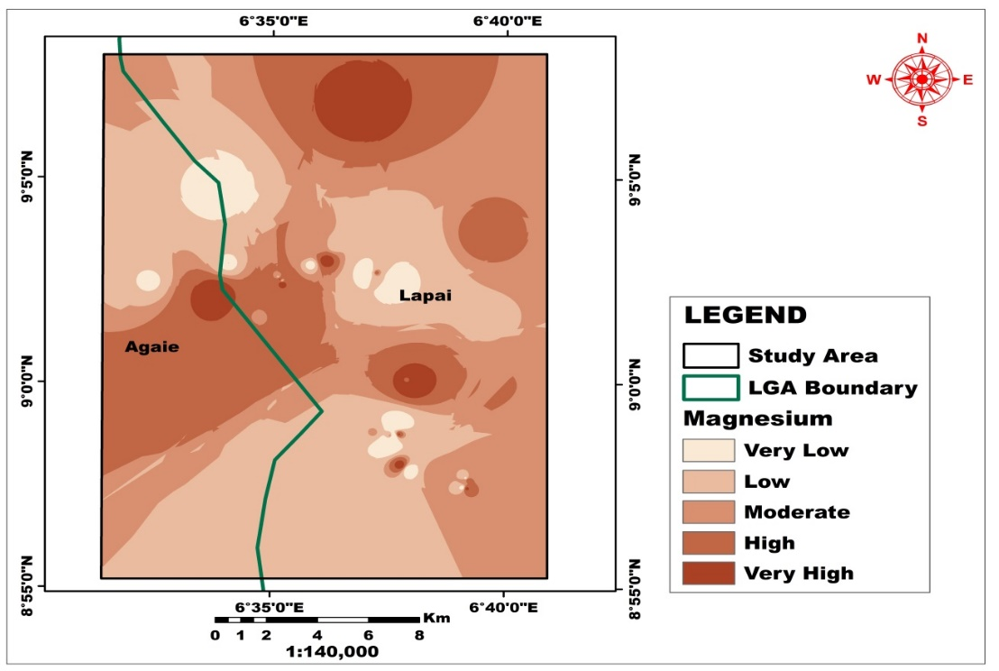 6°35'0"E
6°40'0"E
N
W
E
S
9°5'0"N
9°5'0"N
Lapai
Agaie
9°0'0"N
9°0'0"N
8°55'0"N
8°55'0"N
6°35'0"E
6°40'0"E
Km
0 1 2 4 6 8
1:140,000
LEGEND
Study Area
LGA Boundary
Magnesium
Very Low
Low
Moderate
High
Very High